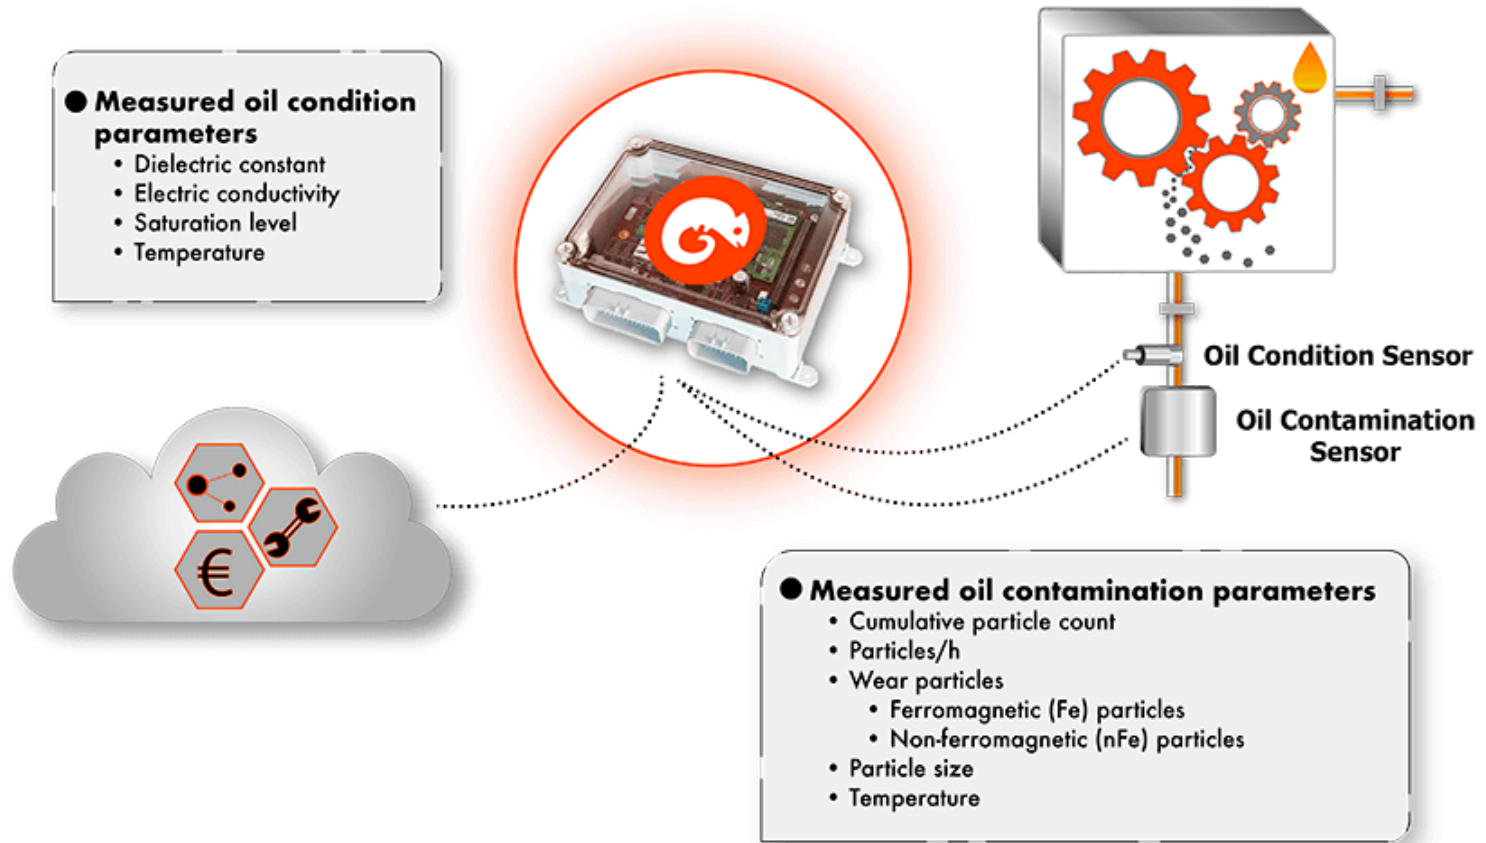 ● Measured oil condition
parameters
• Dielectric constant
• Electric conductivity
• Saturation level
• Temperature
Oil Condition Sensor
Oil Contamination
Sensor
€
● Measured oil contamination parameters
• Cumulative particle count
• Particles/h
• Wear particles
• Ferromagnetic (Fe) particles
• Non-ferromagnetic (nFe) particles
• Particle size
• Temperature